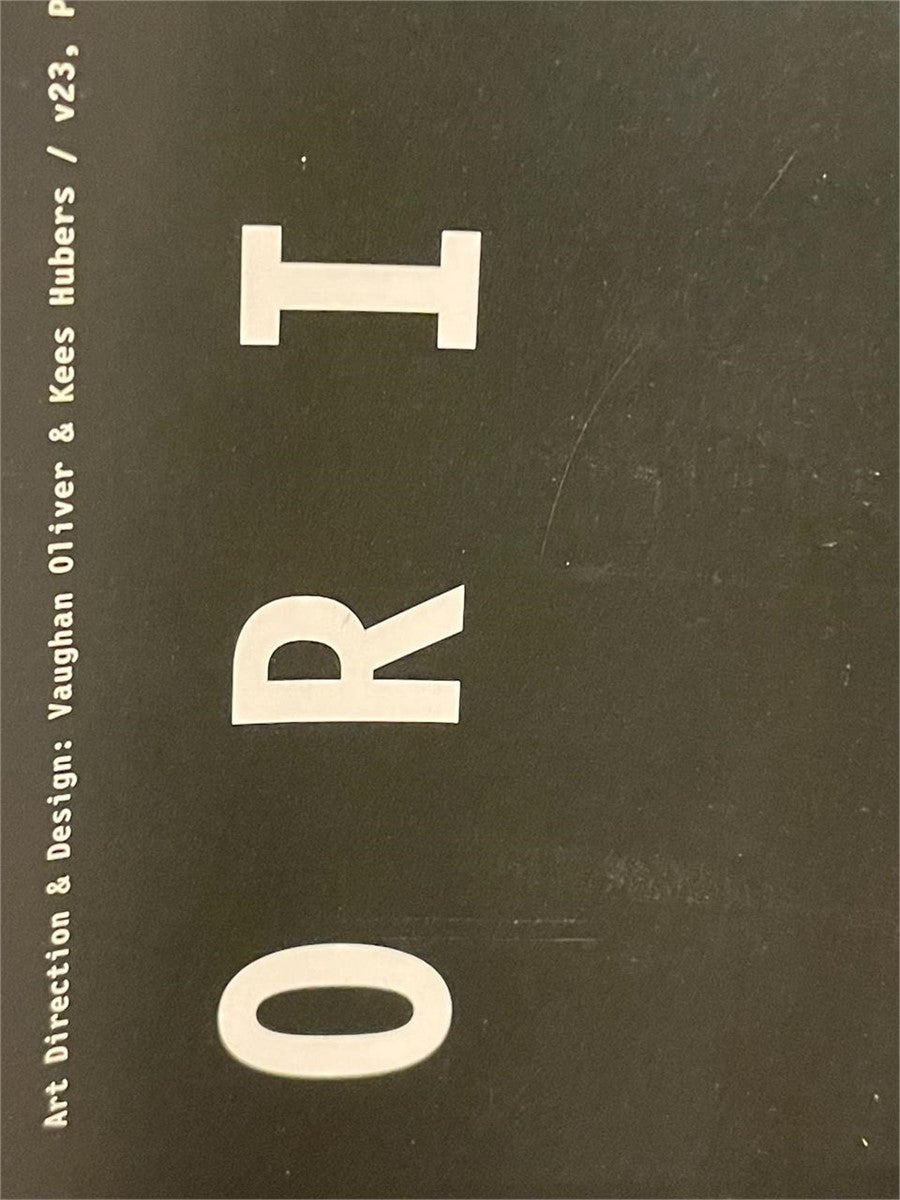 Art Direction & Design: Vaughan Oliver & Kees Hubers / v23, P
O R I